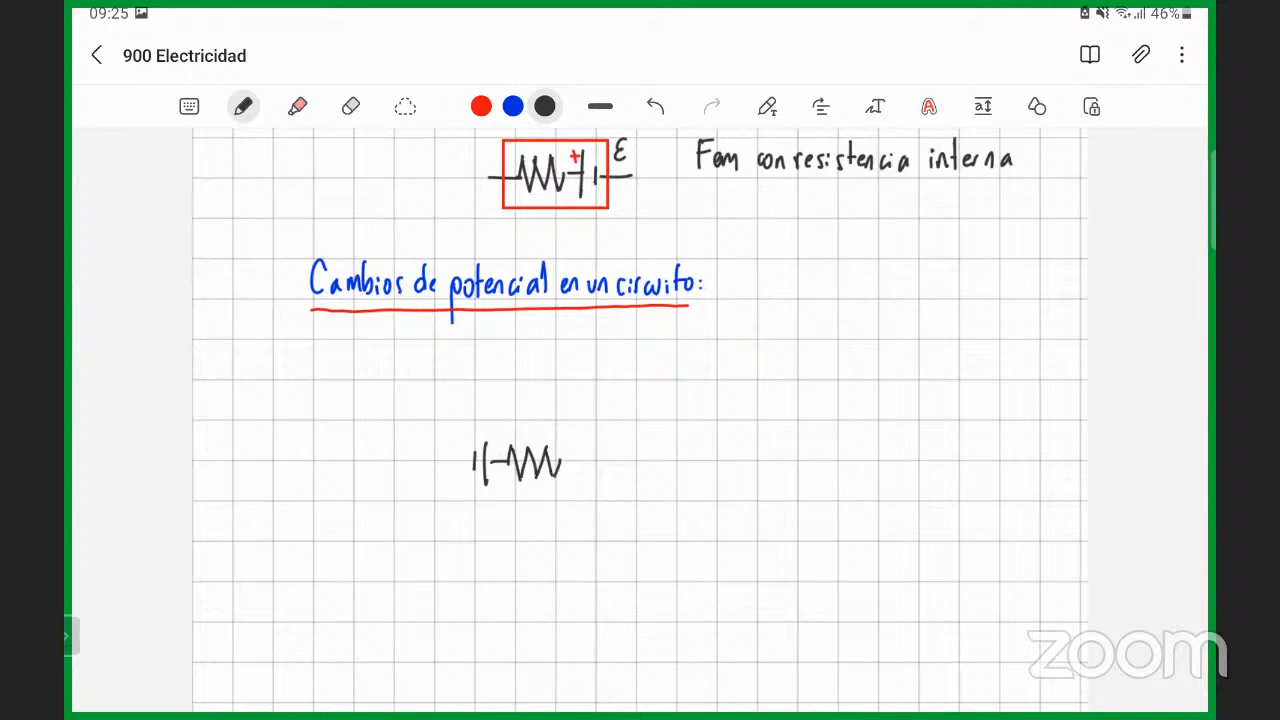 09:25 46%
900 Electricidad
+ ε Fem con resistencia interna
Cambios de potencial en un circuito:
zoom